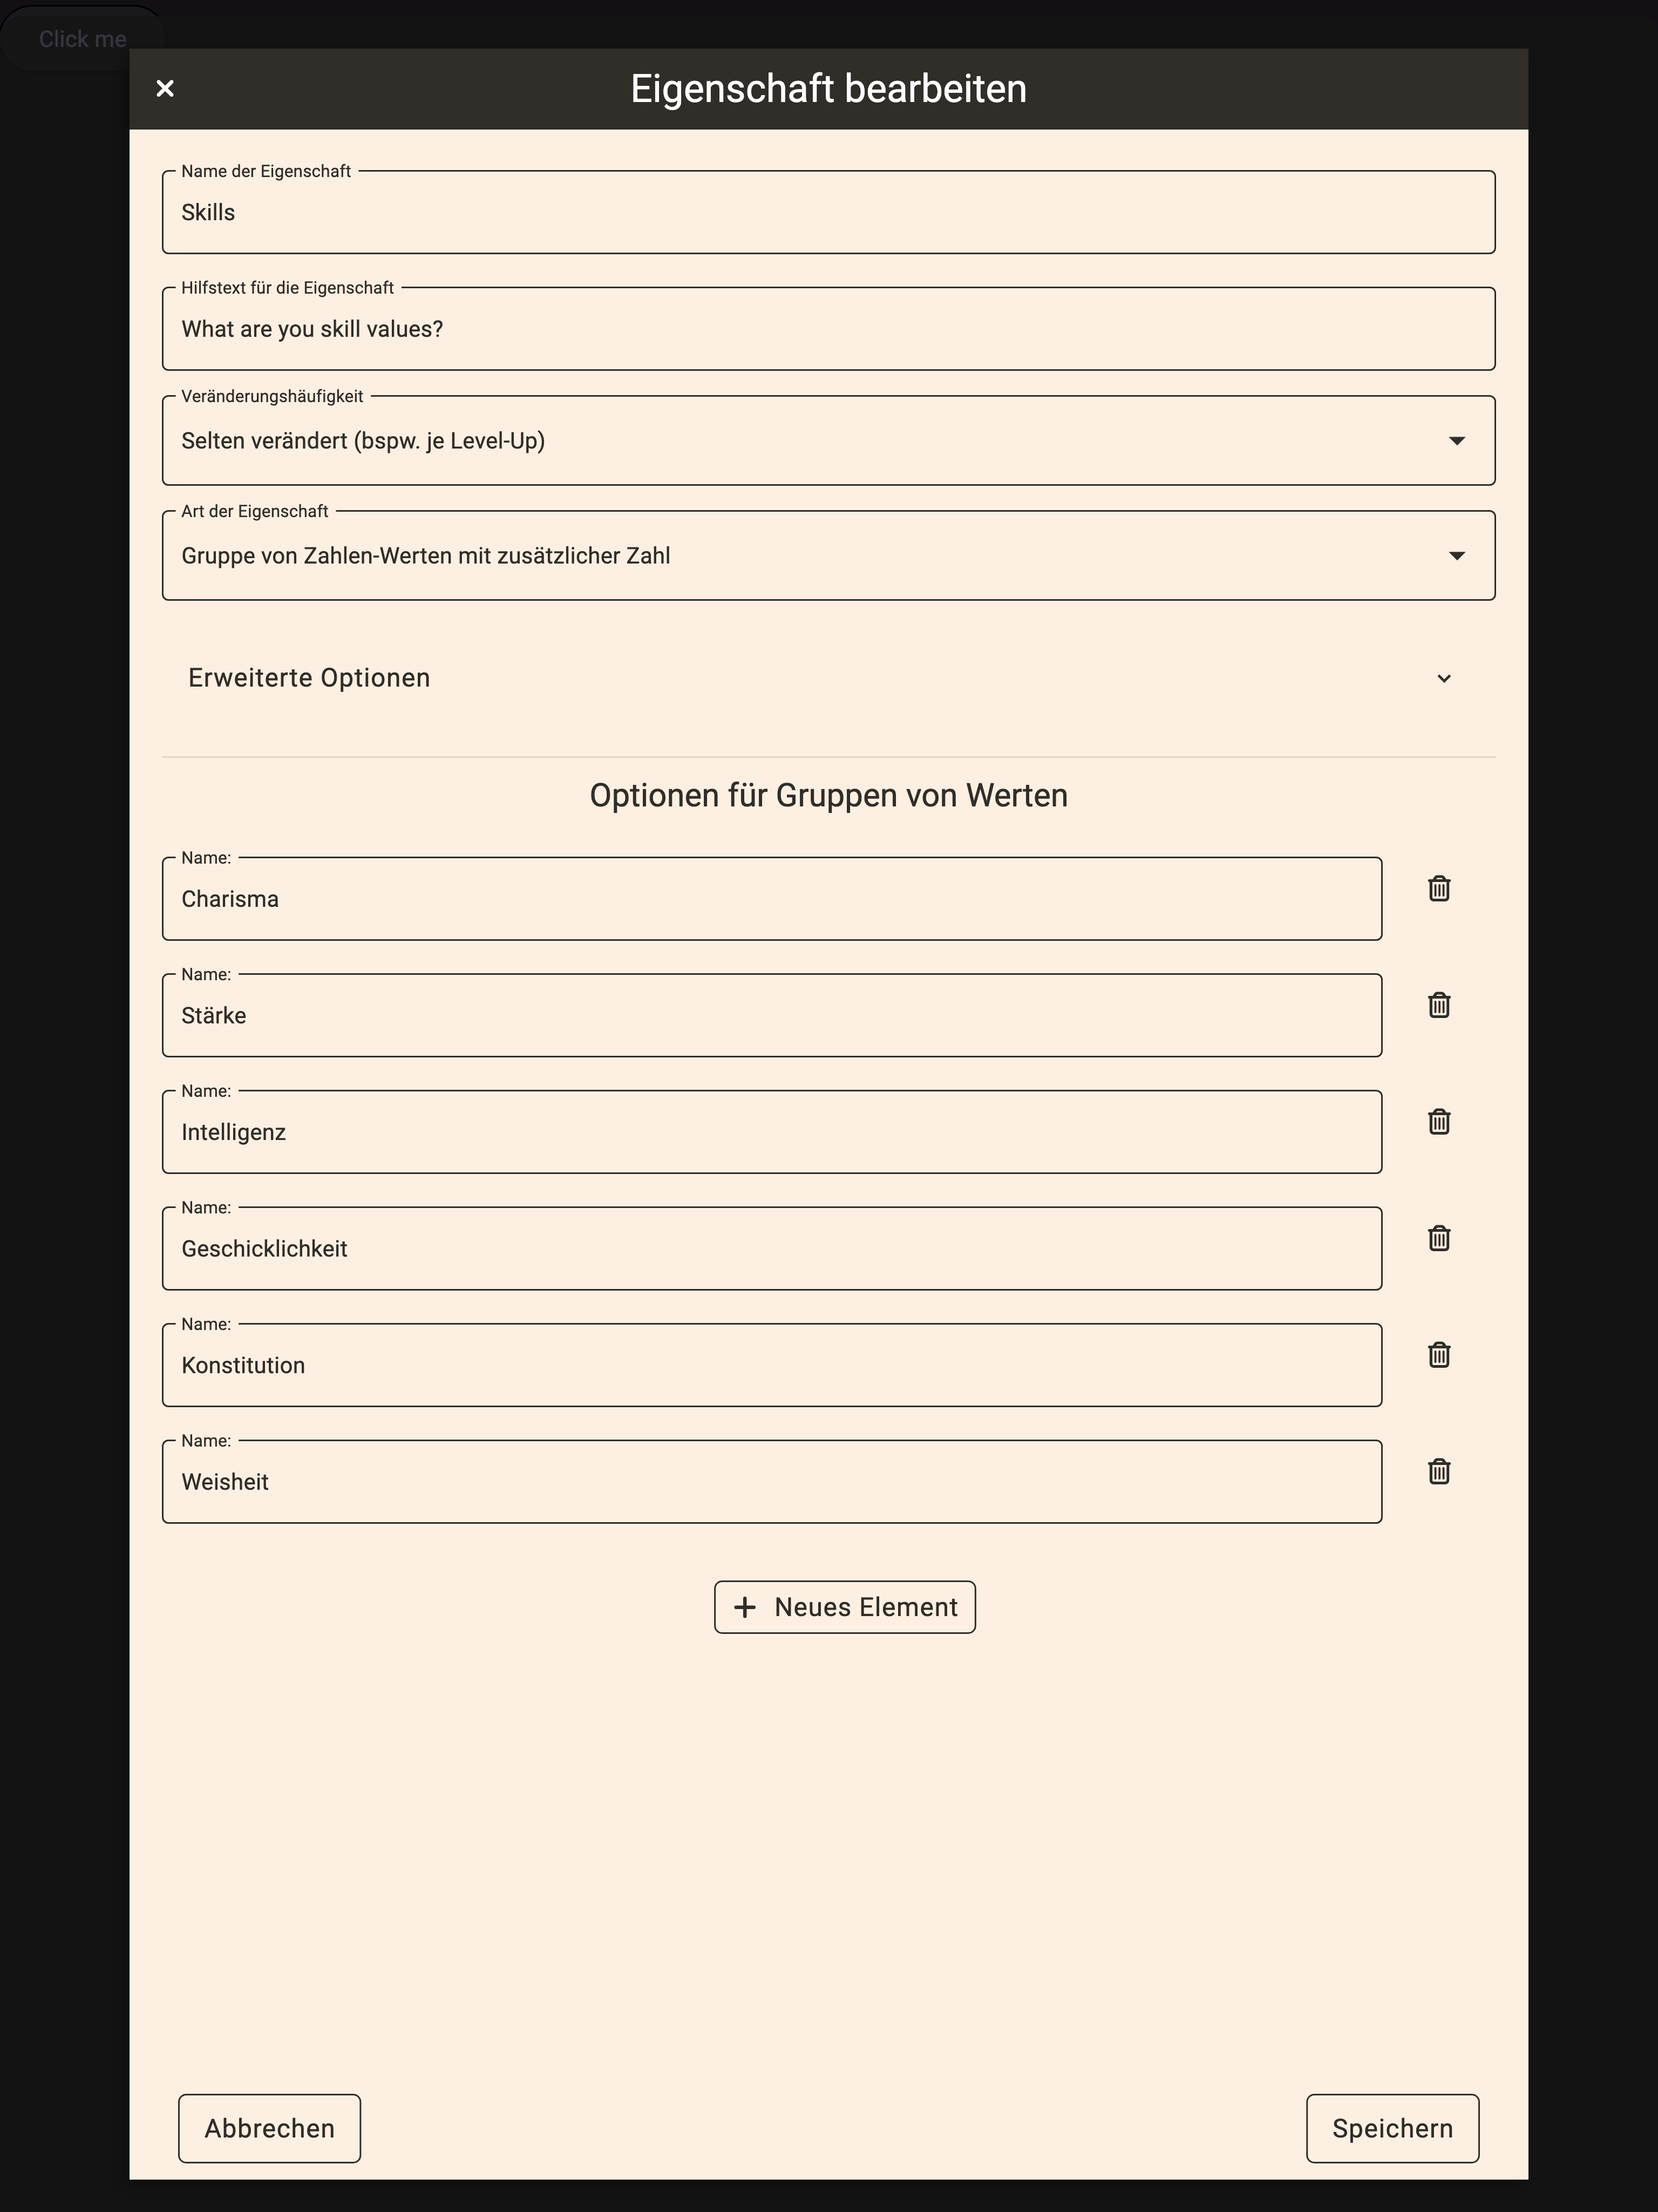 Click me
Eigenschaft bearbeiten
Name der Eigenschaft
Skills
Hilfstext für die Eigenschaft
What are you skill values?
Veränderungshäufigkeit
Selten verändert (bspw. je Level-Up)
Art der Eigenschaft
Gruppe von Zahlen-Werten mit zusätzlicher Zahl
Erweiterte Optionen
Optionen für Gruppen von Werten
Name:
Charisma
Name:
Stärke
Name:
Intelligenz
Name:
Geschicklichkeit
Name:
Konstitution
Name:
Weisheit
Neues Element
Abbrechen
Speichern